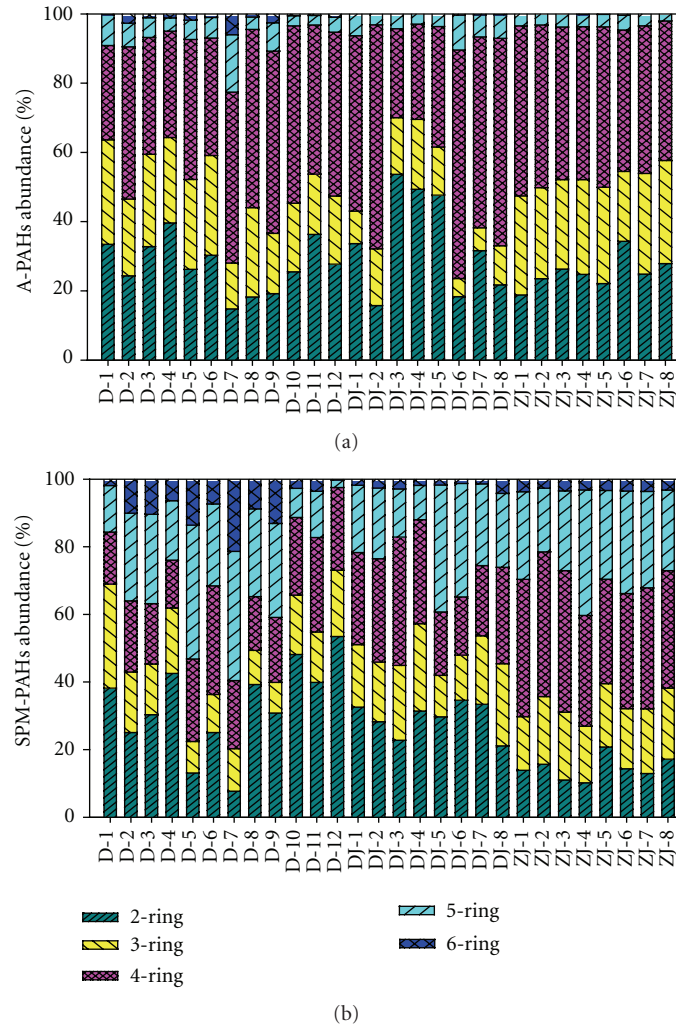 A-PAHs abundance (%)
100
80
60
40
20
0
D-1 D-2 D-3 D-4 D-5 D-6 D-7 D-8 D-9 D-10 D-11 D-12 DJ-1 DJ-2 DJ-3 DJ-4 DJ-5 DJ-6 DJ-7 DJ-8 ZJ-1 ZJ-2 ZJ-3 ZJ-4 ZJ-5 ZJ-6 ZJ-7 ZJ-8
(a)
SPM-PAHs abundance (%)
100
80
60
40
20
0
D-1 D-2 D-3 D-4 D-5 D-6 D-7 D-8 D-9 D-10 D-11 D-12 DJ-1 DJ-2 DJ-3 DJ-4 DJ-5 DJ-6 DJ-7 DJ-8 ZJ-1 ZJ-2 ZJ-3 ZJ-4 ZJ-5 ZJ-6 ZJ-7 ZJ-8
2-ring
3-ring
4-ring
5-ring
6-ring
(b)